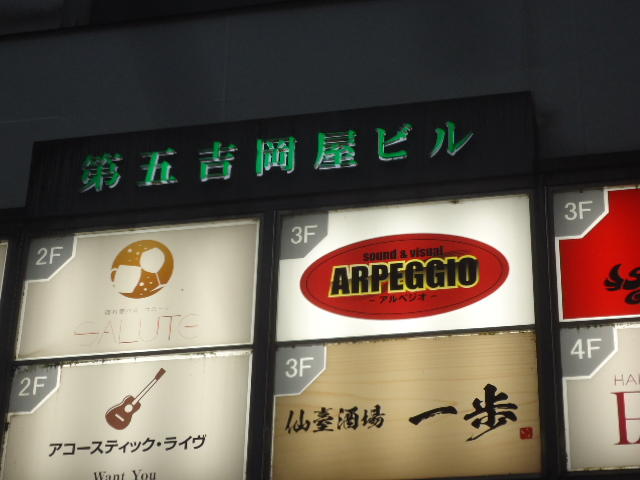 第五吉岡屋ビル
2F
SALUTE
3F
sound & visual
ARPEGGIO
-アルペジオ-
3F
2F
アコースティック・ライヴ
Want You
3F
仙臺酒場 一歩
4F
HA